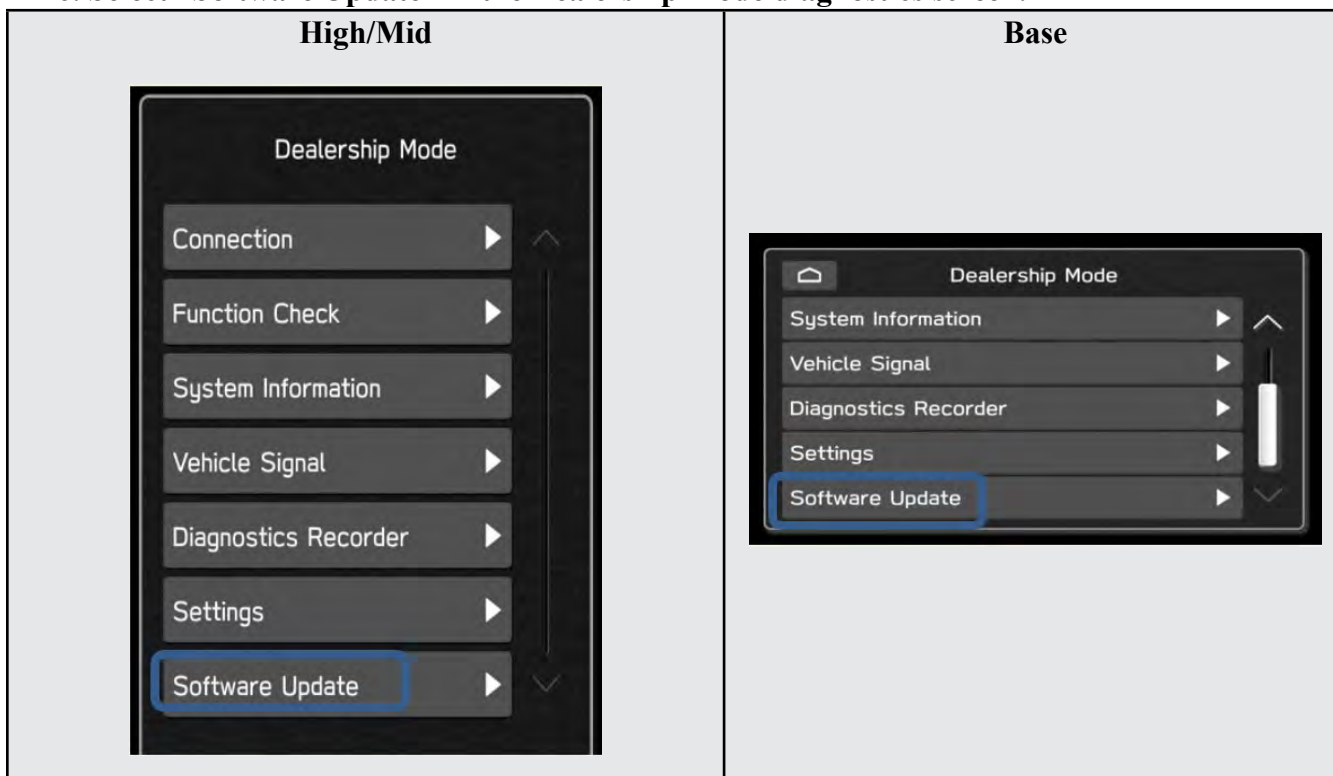 High/Mid
Base
Dealership Mode
Connection
Function Check
System Information
Vehicle Signal
Diagnostics Recorder
Settings
Software Update
Dealership Mode
System Information
Vehicle Signal
Diagnostics Recorder
Settings
Software Update